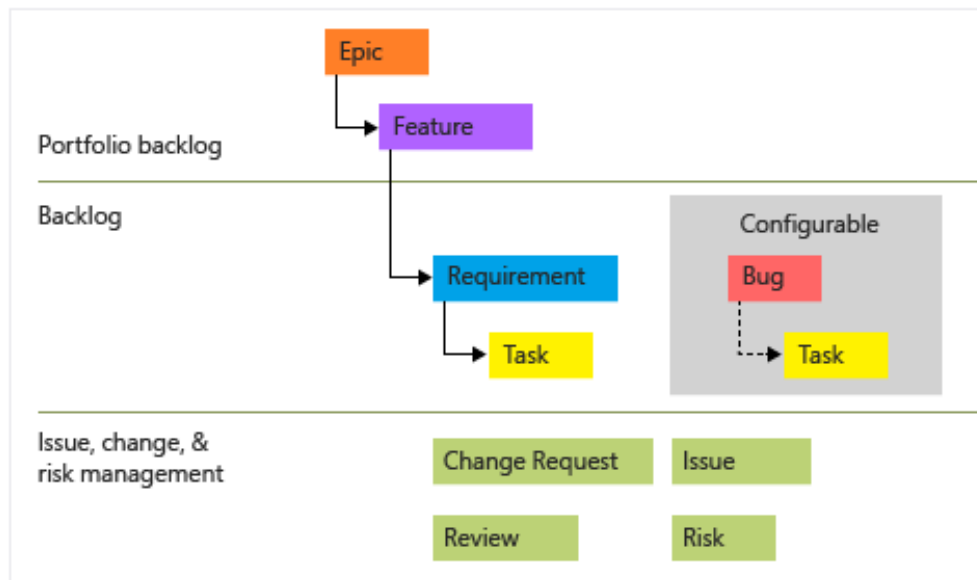 Epic
Feature
Portfolio backlog
Backlog
Configurable
Requirement
Bug
Task
Task
Issue, change, &
risk management
Change Request
Issue
Review
Risk